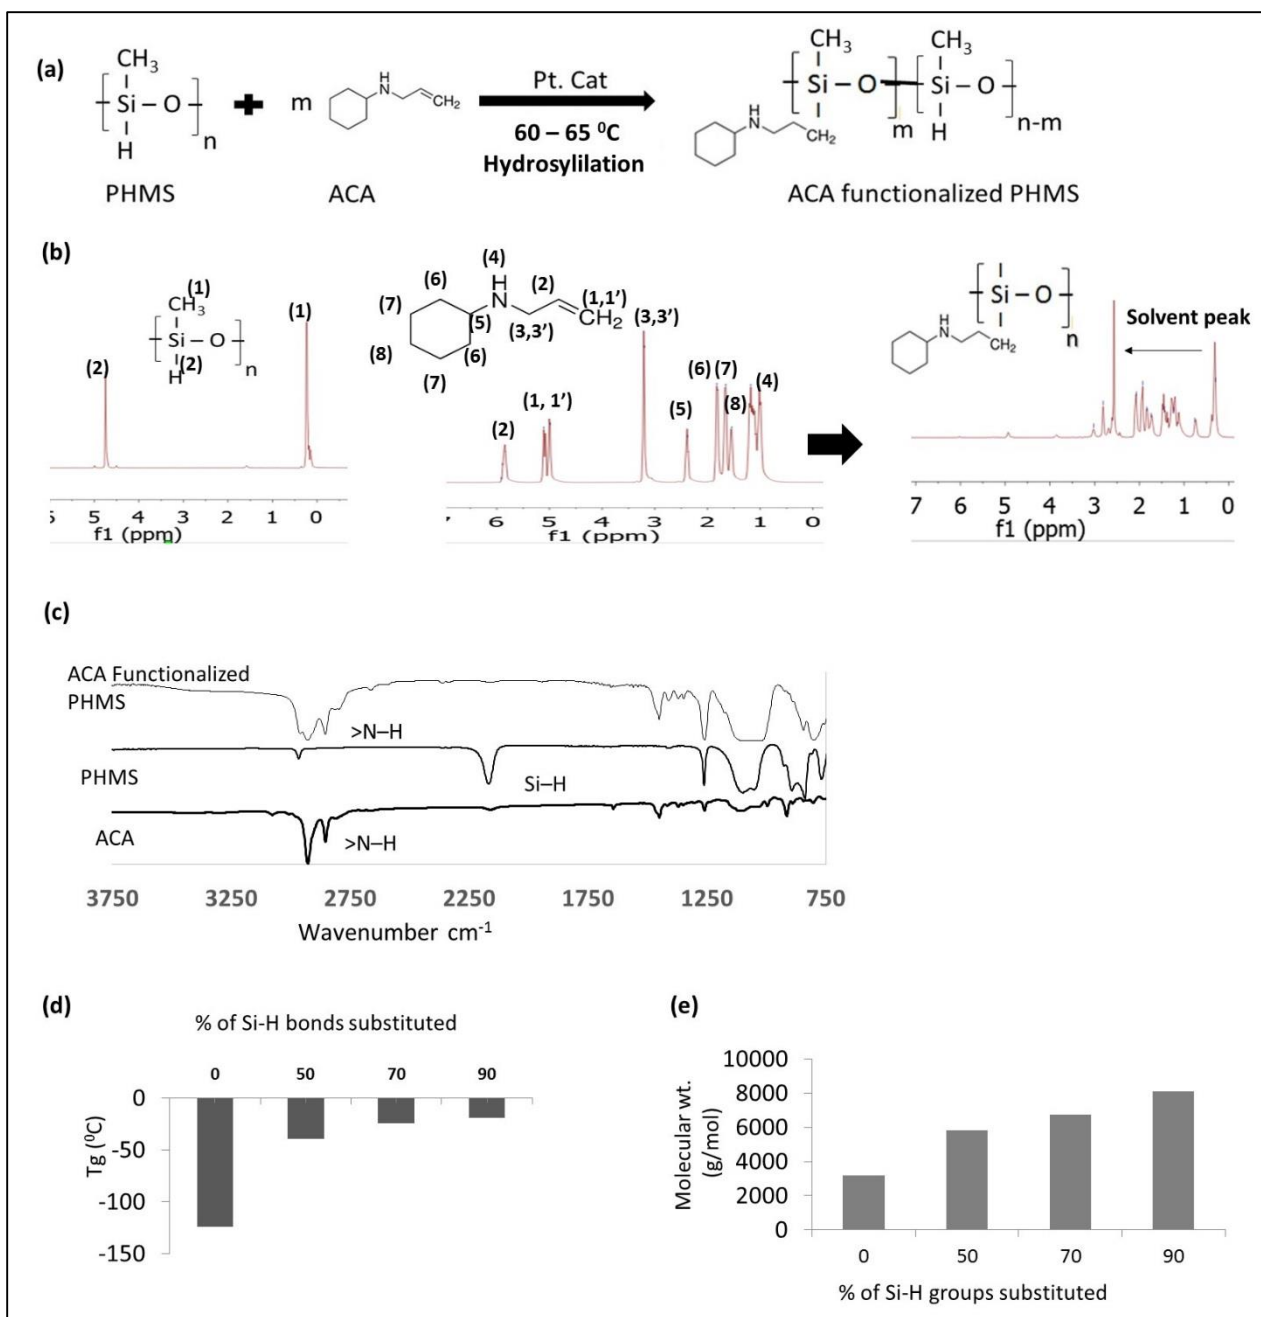 (a)
CH3
Si – O
H
n
PHMS
+
m
H
N
CH2
ACA
Pt. Cat
60 – 65 ⁰C
Hydrosylilation
CH3
CH3
Si – O
Si – O
m
H
n-m
H
N
CH2
ACA functionalized PHMS
(b)
(1)
CH3
Si – O
n
H
(2)
(2)
(1)
5 4 3 2 1 0
f1 (ppm)
(4)
H
N
(6)
(2)
(1,1’)
CH2
(7)
(5)
(3,3’)
(8)
(6)
(7)
(2)
(1, 1’)
(3,3’)
(5)
(6)
(7)
(8)
(4)
6 5 4 3 2 1 0
f1 (ppm)
Si – O
n
H
N
CH2
Solvent peak
7 6 5 4 3 2 1 0
f1 (ppm)
(c)
ACA Functionalized
PHMS
>N–H
PHMS
Si–H
ACA
>N–H
3750 3250 2750 2250 1750 1250 750
Wavenumber cm-1
(d)
% of Si-H bonds substituted
0 50 70 90
0
-50
-100
-150
Tg (⁰C)
(e)
10000
8000
6000
4000
2000
0
Molecular wt.
(g/mol)
0 50 70 90
% of Si-H groups substituted